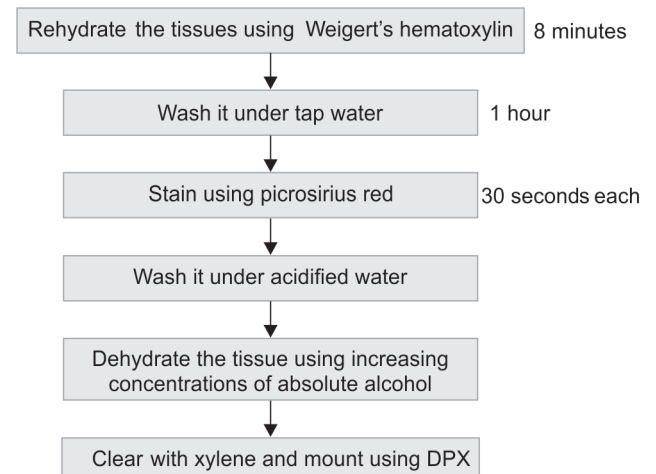 Rehydrate the tissues using Weigert's hematoxylin 8 minutes
Wash it under tap water 1 hour
Stain using picrosirius red 30 seconds each
Wash it under acidified water
Dehydrate the tissue using increasing
concentrations of absolute alcohol
Clear with xylene and mount using DPX